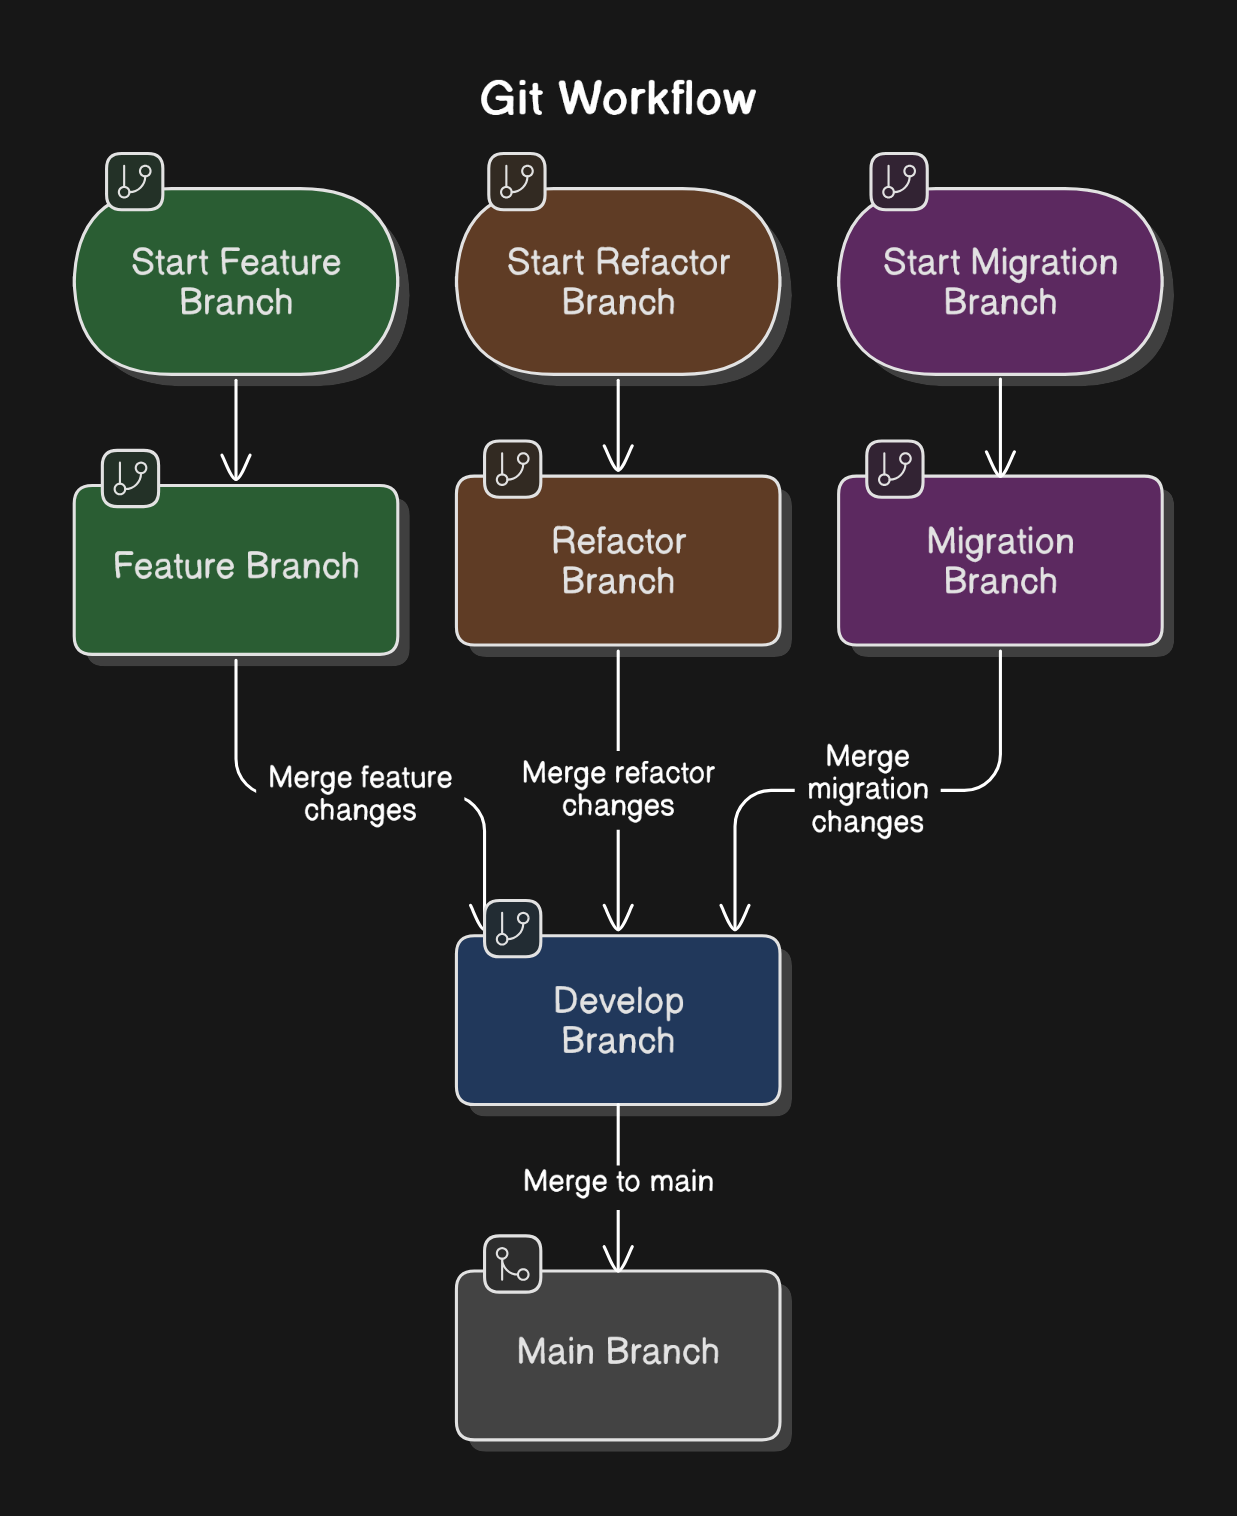 Git Workflow
Start Feature
Branch
Start Refactor
Branch
Start Migration
Branch
Feature Branch
Refactor
Branch
Migration
Branch
Merge feature
changes
Merge refactor
changes
Merge
migration
changes
Develop
Branch
Merge to main
Main Branch